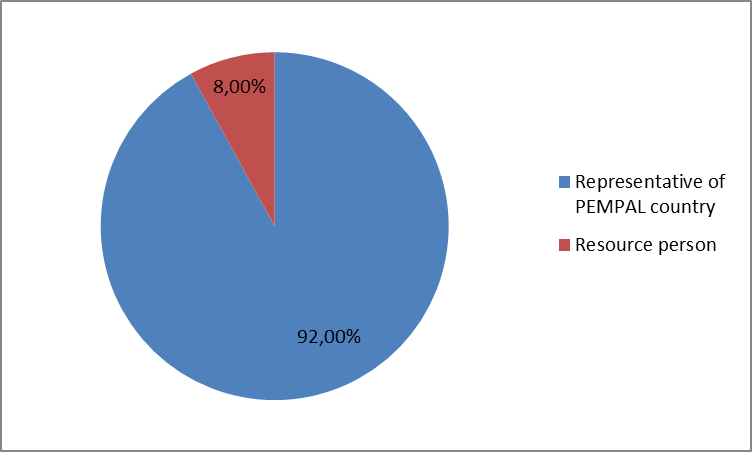 8,00%
Representative of
PEMPAL country
Resource person
92,00%